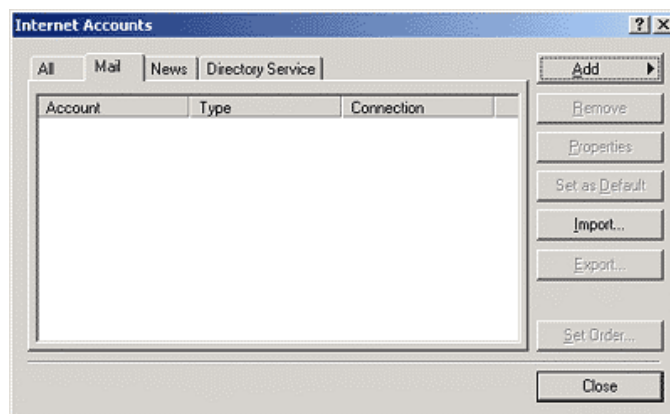 Internet Accounts
All Mail News Directory Service
Add
Account Type Connection
Remove
Properties
Set as Default
Import...
Export...
Set Order...
Close